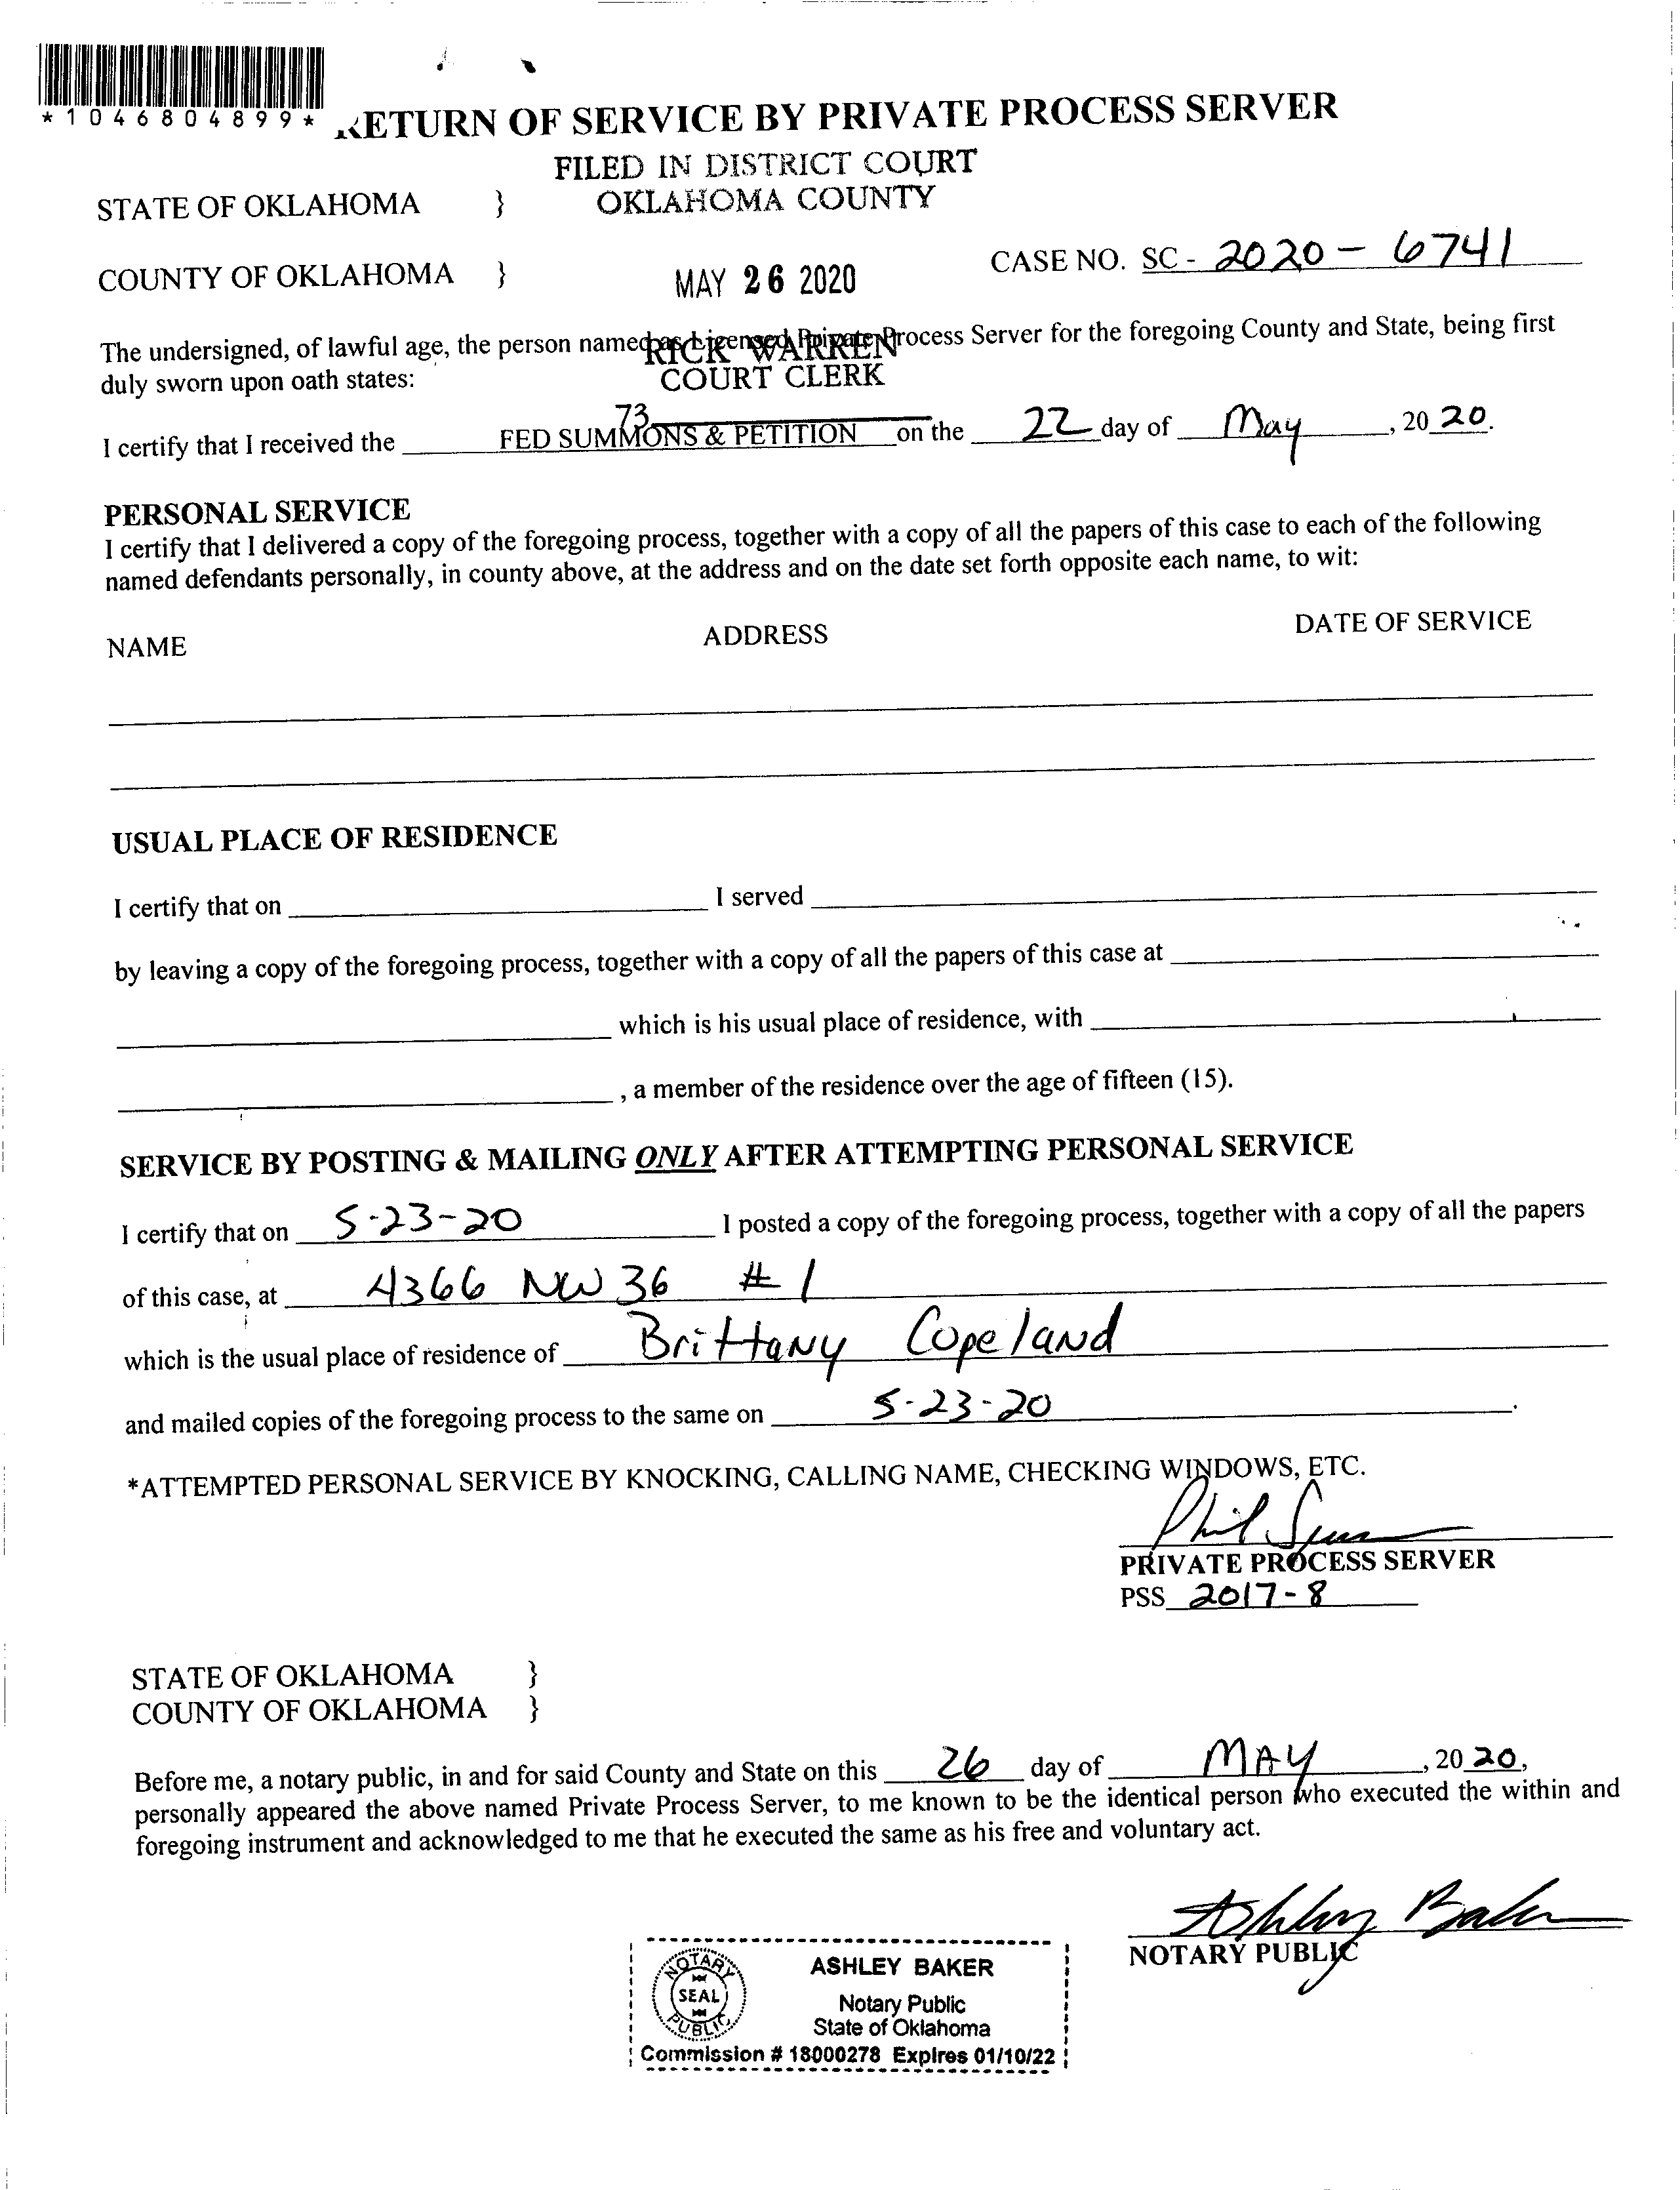 *1046804899*
RETURN OF SERVICE BY PRIVATE PROCESS SERVER
FILED IN DISTRICT COURT
OKLAHOMA COUNTY
STATE OF OKLAHOMA }
CASE NO. SC - 2020 - 6741
COUNTY OF OKLAHOMA }
MAY 26 2020
The undersigned, of lawful age, the person named as Licensed Private Process Server for the foregoing County and State, being first
RICK WARREN
duly sworn upon oath states:
COURT CLERK
73
I certify that I received the FED SUMMONS & PETITION on the 22 day of May, 2020.
PERSONAL SERVICE
I certify that I delivered a copy of the foregoing process, together with a copy of all the papers of this case to each of the following
named defendants personally, in county above, at the address and on the date set forth opposite each name, to wit:
NAME ADDRESS DATE OF SERVICE
USUAL PLACE OF RESIDENCE
I certify that on I served
by leaving a copy of the foregoing process, together with a copy of all the papers of this case at
which is his usual place of residence, with
, a member of the residence over the age of fifteen (15).
SERVICE BY POSTING & MAILING ONLY AFTER ATTEMPTING PERSONAL SERVICE
I certify that on 5-23-20 I posted a copy of the foregoing process, together with a copy of all the papers
of this case, at 4366 NW 36 #1
which is the usual place of residence of Brittany Copeland
and mailed copies of the foregoing process to the same on 5-23-20.
*ATTEMPTED PERSONAL SERVICE BY KNOCKING, CALLING NAME, CHECKING WINDOWS, ETC.
Phil
PRIVATE PROCESS SERVER
PSS 2017-8
STATE OF OKLAHOMA }
COUNTY OF OKLAHOMA }
Before me, a notary public, in and for said County and State on this 26 day of MAY, 2020,
personally appeared the above named Private Process Server, to me known to be the identical person who executed the within and
foregoing instrument and acknowledged to me that he executed the same as his free and voluntary act.
Ashley Baker
NOTARY PUBLIC
NOTARY PUBLIC SEAL
ASHLEY BAKER
Notary Public
State of Oklahoma
Commission # 18000278 Expires 01/10/22